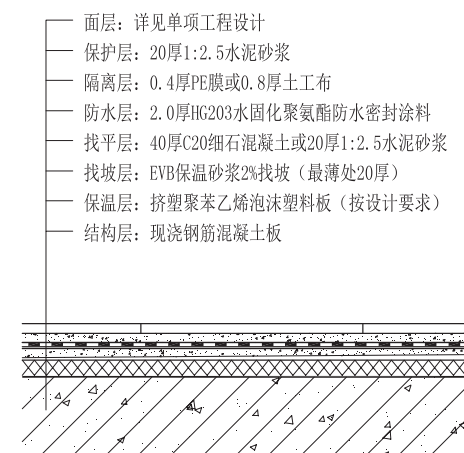 面层：详见单项工程设计
保护层：20厚1:2.5水泥砂浆
隔离层：0.4厚PE膜或0.8厚土工布
防水层：2.0厚HG203水固化聚氨酯防水密封涂料
找平层：40厚C20细石混凝土或20厚1:2.5水泥砂浆
找坡层：EVB保温砂浆2%找坡（最薄处20厚）
保温层：挤塑聚苯乙烯泡沫塑料板（按设计要求）
结构层：现浇钢筋混凝土板